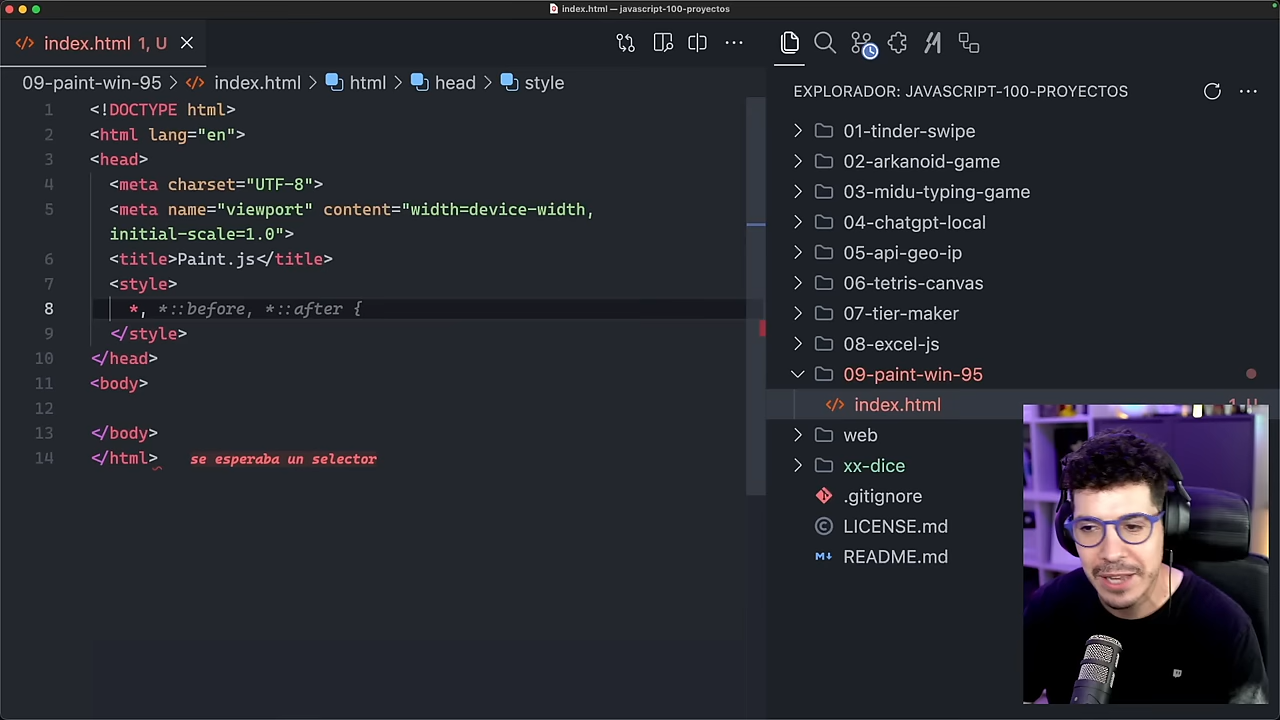 index.html — javascript-100-proyectos
index.html 1, U
09-paint-win-95 > index.html > html > head > style
1 <!DOCTYPE html>
2 <html lang="en">
3 <head>
4 <meta charset="UTF-8">
5 <meta name="viewport" content="width=device-width,
initial-scale=1.0">
6 <title>Paint.js</title>
7 <style>
8 *, *::before, *::after {
9 </style>
10 </head>
11 <body>
12
13 </body>
14 </html> se esperaba un selector
EXPLORADOR: JAVASCRIPT-100-PROYECTOS
01-tinder-swipe
02-arkanoid-game
03-midu-typing-game
04-chatgpt-local
05-api-geo-ip
06-tetris-canvas
07-tier-maker
08-excel-js
09-paint-win-95
index.html
web
xx-dice
.gitignore
LICENSE.md
README.md